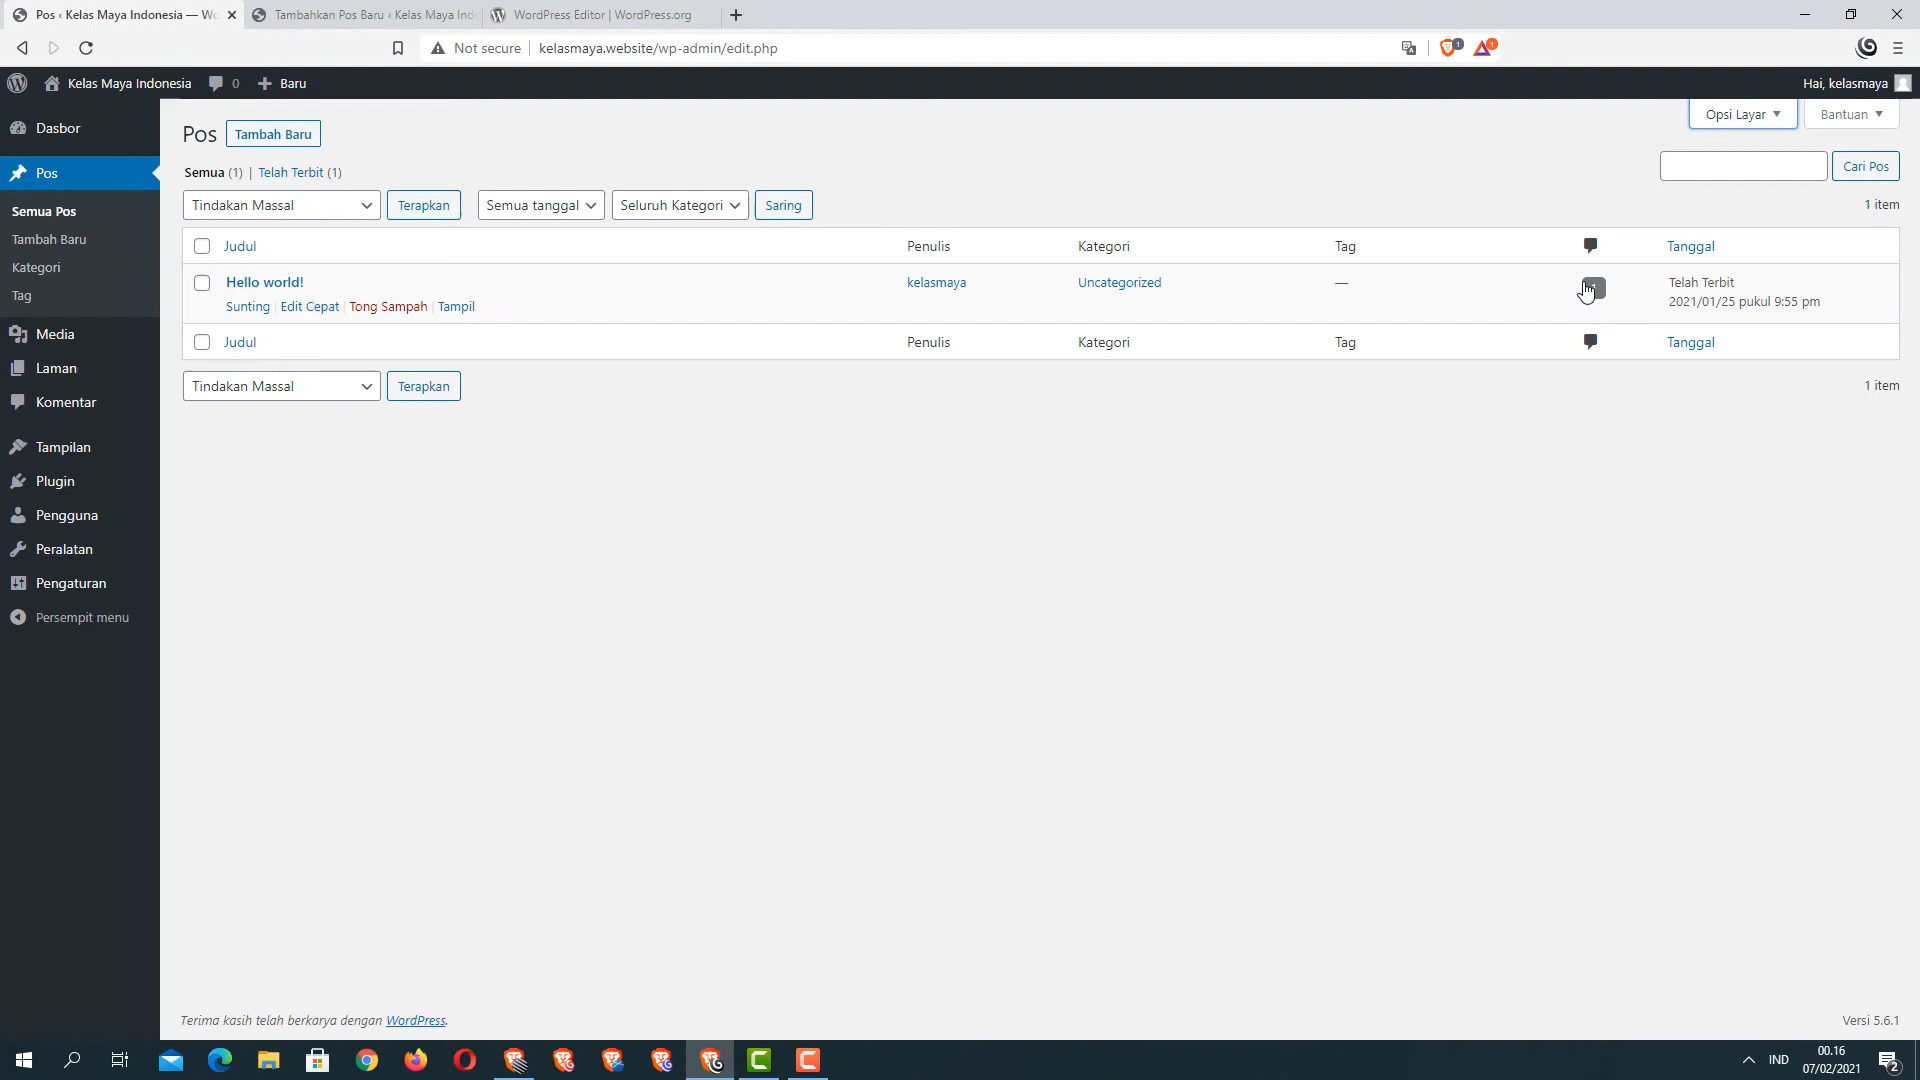 Pos ‹ Kelas Maya Indonesia — Wo
Tambahkan Pos Baru ‹ Kelas Maya Ind
WordPress Editor | WordPress.org
Not secure
kelasmaya.website/wp-admin/edit.php
1
1
Kelas Maya Indonesia
0
Baru
Hai, kelasmaya
Dasbor
Pos
Semua Pos
Tambah Baru
Kategori
Tag
Media
Laman
Komentar
Tampilan
Plugin
Pengguna
Peralatan
Pengaturan
Persempit menu
Opsi Layar
Bantuan
Pos
Tambah Baru
Semua (1) | Telah Terbit (1)
Cari Pos
Tindakan Massal
Terapkan
Semua tanggal
Seluruh Kategori
Saring
1 item
Judul
Penulis
Kategori
Tag
Tanggal
Hello world!
Sunting | Edit Cepat | Tong Sampah | Tampil
kelasmaya
Uncategorized
—
Telah Terbit
2021/01/25 pukul 9:55 pm
Judul
Penulis
Kategori
Tag
Tanggal
Tindakan Massal
Terapkan
1 item
Terima kasih telah berkarya dengan WordPress.
Versi 5.6.1
IND
00.16
07/02/2021
2